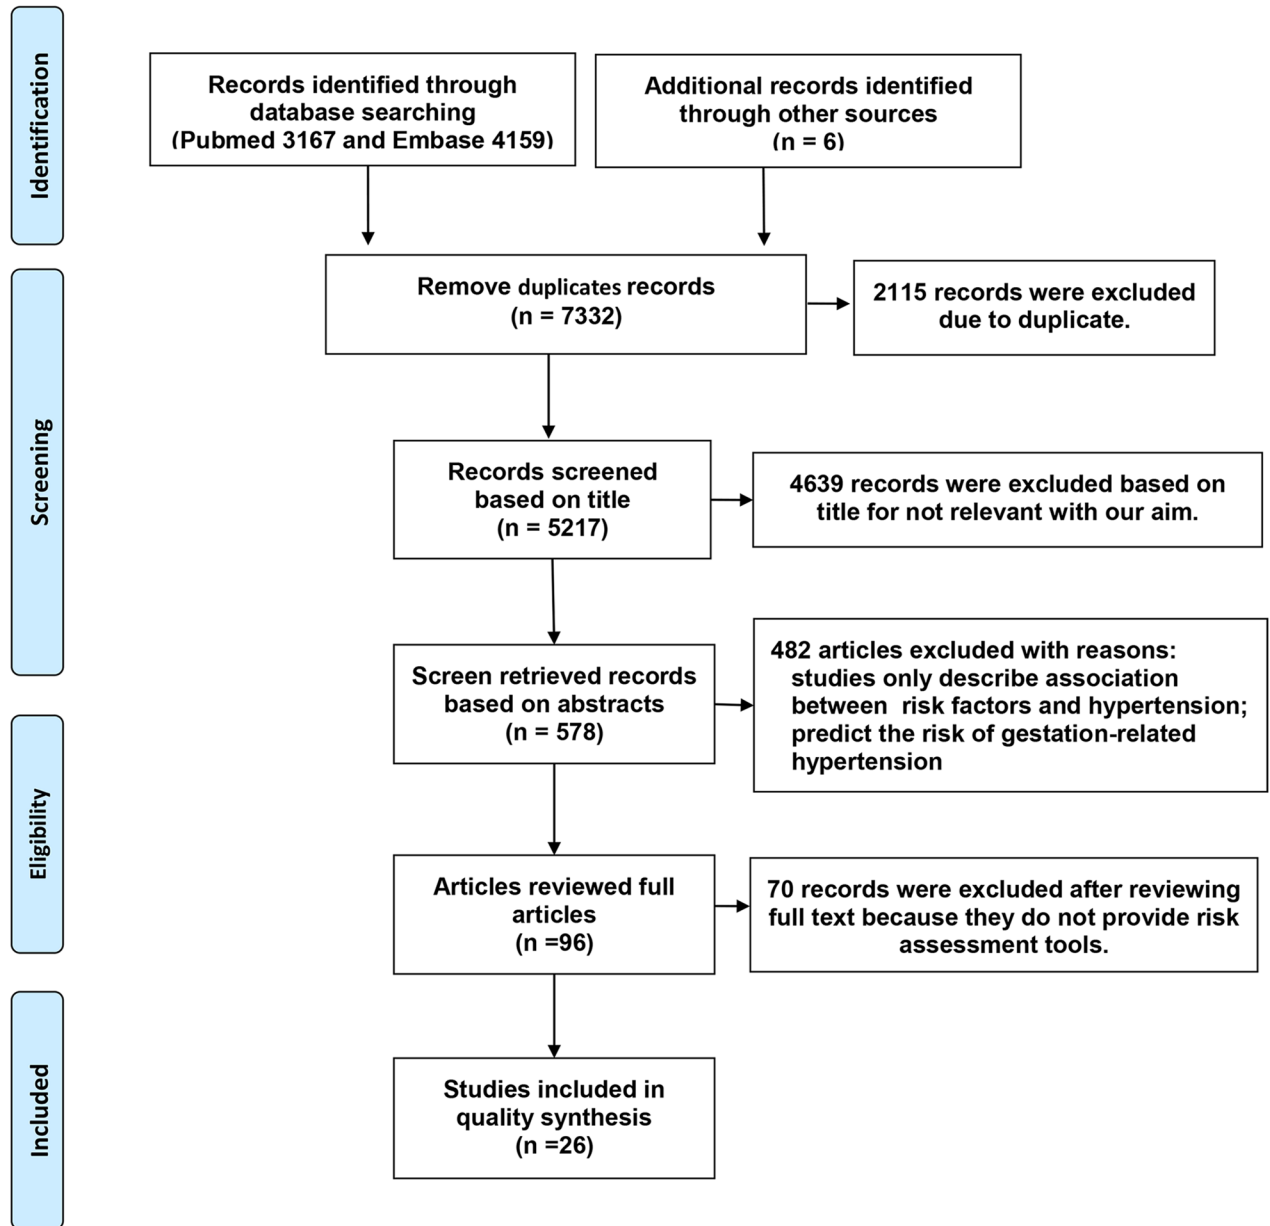 Identification
Records identified through
database searching
(Pubmed 3167 and Embase 4159)
Additional records identified
through other sources
(n = 6)
Screening
Remove duplicates records
(n = 7332)
2115 records were excluded
due to duplicate.
Records screened
based on title
(n = 5217)
4639 records were excluded based on
title for not relevant with our aim.
Screen retrieved records
based on abstracts
(n = 578)
482 articles excluded with reasons:
studies only describe association
between risk factors and hypertension;
predict the risk of gestation-related
hypertension
Eligibility
Articles reviewed full
articles
(n =96)
70 records were excluded after reviewing
full text because they do not provide risk
assessment tools.
Included
Studies included in
quality synthesis
(n =26)